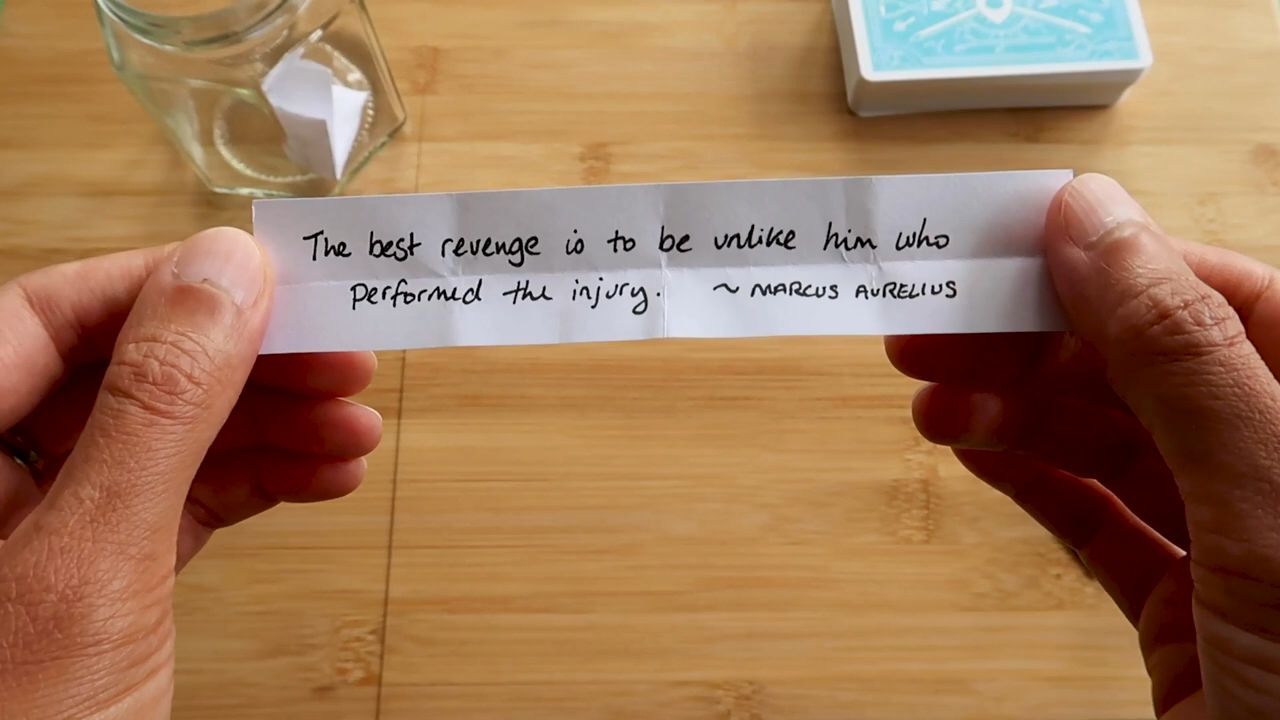 The best revenge is to be unlike him who
performed the injury. ~ MARCUS AURELIUS